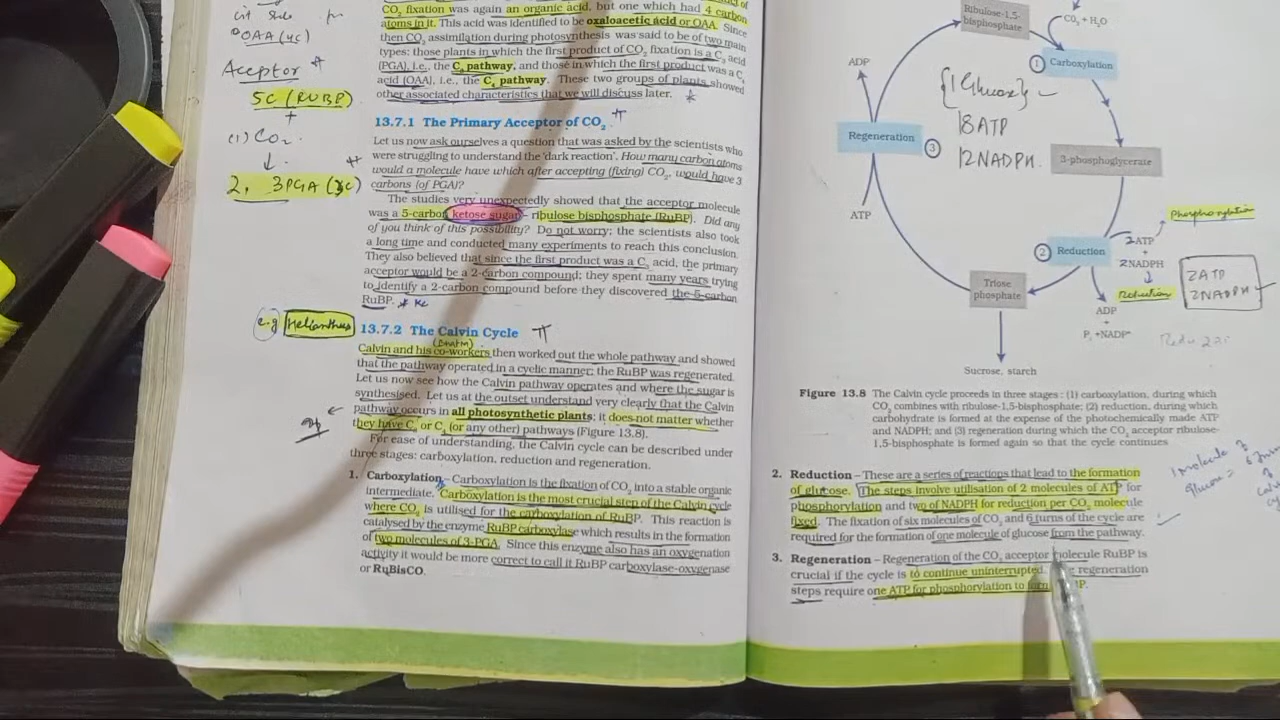 OAA (4C)
Aceptor *
5C (RUBP)
+
(1) CO2.
↓
2, 3PGA (3C)
e.g Helianthus
CO2 fixation was again an organic acid, but one which had 4 carbon
atoms in it. This acid was identified to be oxaloacetic acid or OAA. Since
then CO2 assimilation during photosynthesis was said to be of two main
types: those plants in which the first product of CO2 fixation is a C3 acid
(PGA), i.e., the C3 pathway, and those in which the first product was a C4
acid (OAA), i.e., the C4 pathway. These two groups of plants showed
other associated characteristics that we will discuss later.
13.7.1 The Primary Acceptor of CO2
Let us now ask ourselves a question that was asked by the scientists who
were struggling to understand the 'dark reaction'. How many carbon atoms
would a molecule have which after accepting (fixing) CO2, would have 3
carbons (of PGA)?
The studies very unexpectedly showed that the acceptor molecule
was a 5-carbon ketose sugar – ribulose bisphosphate (RuBP). Did any
of you think of this possibility? Do not worry; the scientists also took
a long time and conducted many experiments to reach this conclusion.
They also believed that since the first product was a C3 acid, the primary
acceptor would be a 2-carbon compound; they spent many years trying
to identify a 2-carbon compound before they discovered the 5-carbon
RuBP.
13.7.2 The Calvin Cycle
Calvin and his co-workers then worked out the whole pathway and showed
that the pathway operated in a cyclic manner; the RuBP was regenerated.
Let us now see how the Calvin pathway operates and where the sugar is
synthesised. Let us at the outset understand very clearly that the Calvin
pathway occurs in all photosynthetic plants; it does not matter whether
they have C3 or C4 (or any other) pathways (Figure 13.8).
For ease of understanding, the Calvin cycle can be described under
three stages: carboxylation, reduction and regeneration.
1. Carboxylation – Carboxylation is the fixation of CO2 into a stable organic
intermediate. Carboxylation is the most crucial step of the Calvin cycle
where CO2 is utilised for the carboxylation of RuBP. This reaction is
catalysed by the enzyme RuBP carboxylase which results in the formation
of two molecules of 3-PGA. Since this enzyme also has an oxygenation
activity it would be more correct to call it RuBP carboxylase-oxygenase
or RuBisCO.
Ribulose-1,5-
bisphosphate
CO2 + H2O
1 Carboxylation
ADP
{1 Glucose} –
18ATP
12NADPH.
Regeneration 3
3-phosphoglycerate
ATP
Phosphorylation
2 Reduction
2ATP
+
2NADPH
Reduction
2ATP
2NADPH
Triose
phosphate
ADP
+
Pi +NADP+
Sucrose, starch
Figure 13.8 The Calvin cycle proceeds in three stages : (1) carboxylation, during which
CO2 combines with ribulose-1,5-bisphosphate; (2) reduction, during which
carbohydrate is formed at the expense of the photochemically made ATP
and NADPH; and (3) regeneration during which the CO2 acceptor ribulose-
1,5-bisphosphate is formed again so that the cycle continues
1 molecule
glucose = 6
2. Reduction – These are a series of reactions that lead to the formation
of glucose. The steps involve utilisation of 2 molecules of ATP for
phosphorylation and two of NADPH for reduction per CO2 molecule
fixed. The fixation of six molecules of CO2 and 6 turns of the cycle are
required for the formation of one molecule of glucose from the pathway.
3. Regeneration – Regeneration of the CO2 acceptor molecule RuBP is
crucial if the cycle is to continue uninterrupted. regeneration
steps require one ATP for phosphorylation to form